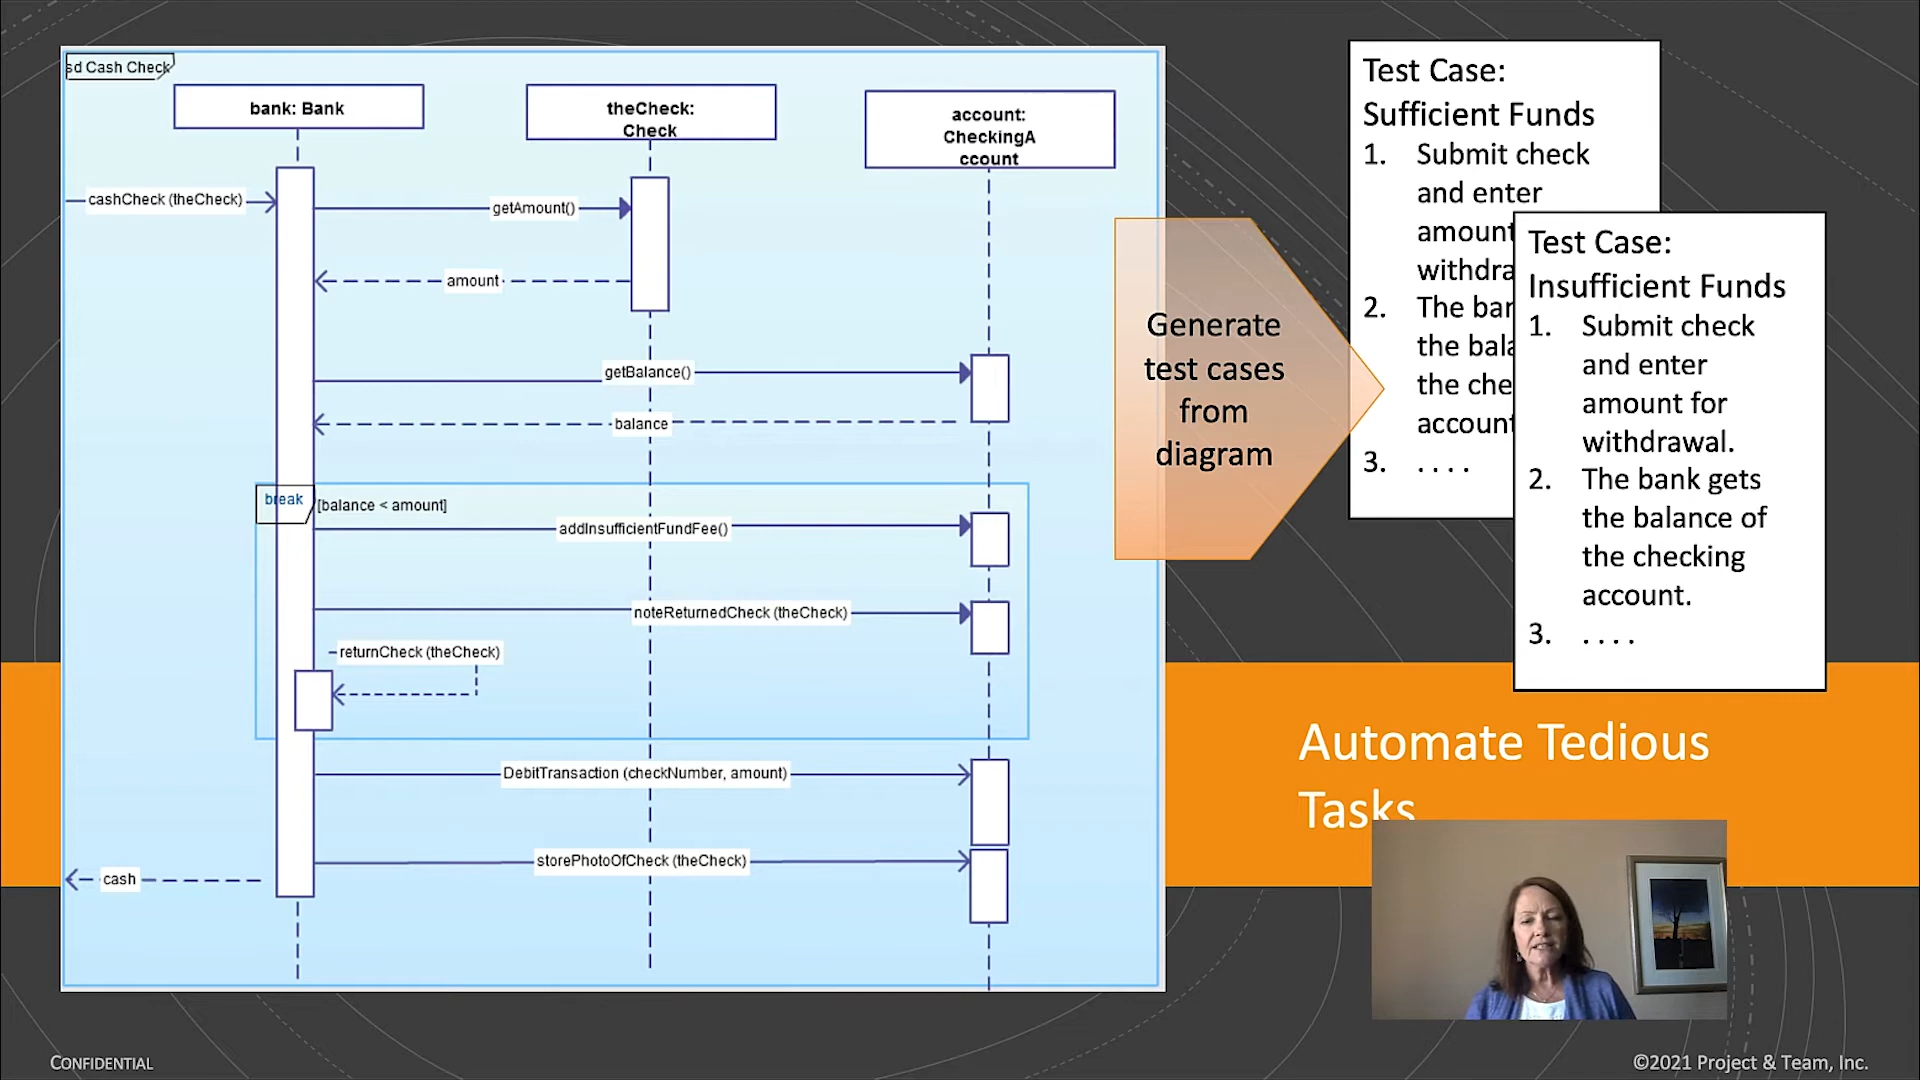 sd Cash Check
bank: Bank
theCheck:
Check
account:
CheckingA
ccount
cashCheck (theCheck)
getAmount()
amount
getBalance()
balance
break
[balance < amount]
addInsufficientFundFee()
noteReturnedCheck (theCheck)
returnCheck (theCheck)
DebitTransaction (checkNumber, amount)
storePhotoOfCheck (theCheck)
cash
Generate
test cases
from
diagram
Test Case:
Sufficient Funds
1. Submit check
and enter
amount
withdra
2. The ban
the bala
the che
account
3. . . . .
Test Case:
Insufficient Funds
1. Submit check
and enter
amount for
withdrawal.
2. The bank gets
the balance of
the checking
account.
3. . . . .
Automate Tedious
Tasks
CONFIDENTIAL
©2021 Project & Team, Inc.